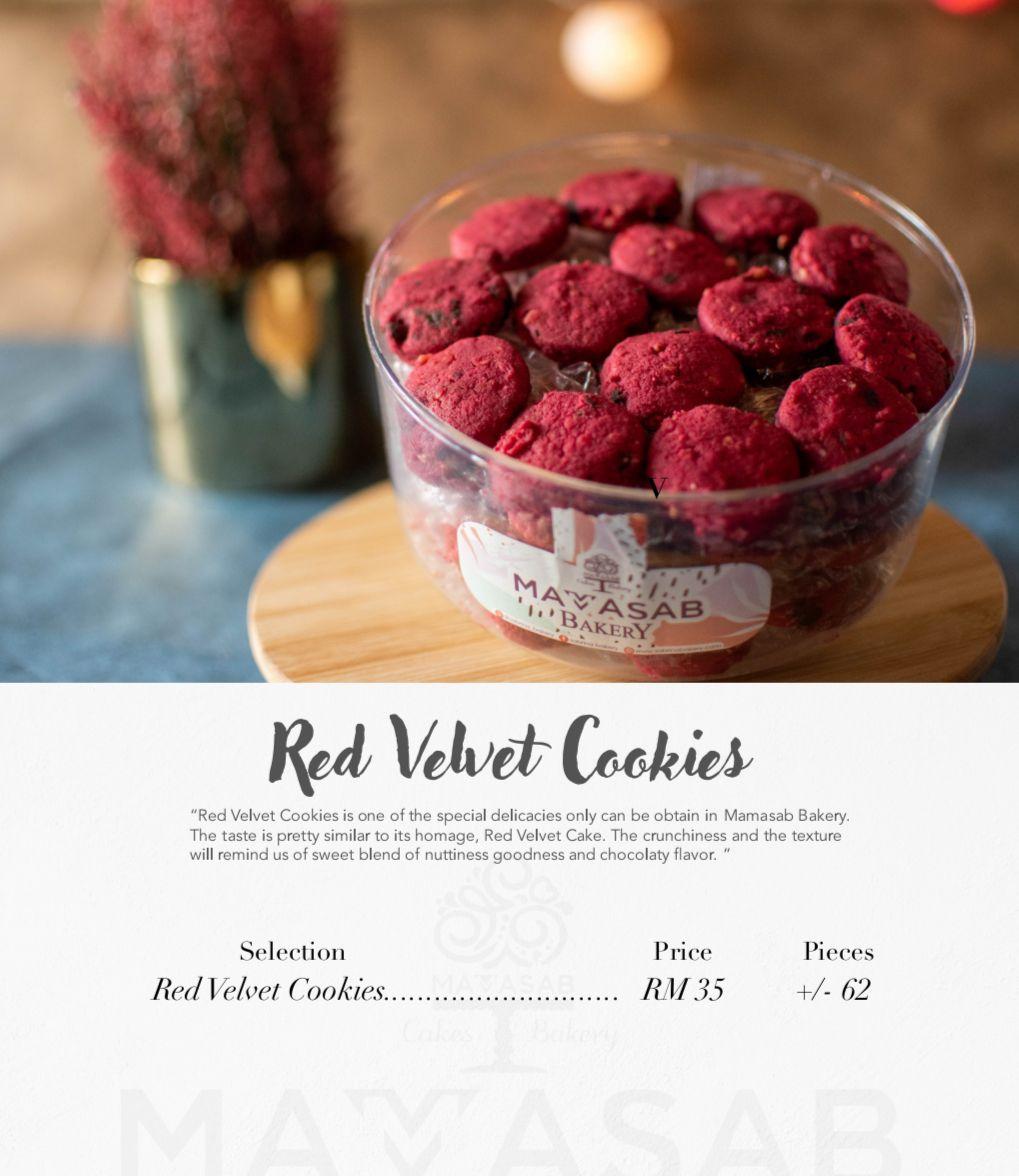 V
MAMASAB
BAKERY
Red Velvet Cookies
“Red Velvet Cookies is one of the special delicacies only can be obtain in Mamasab Bakery.
The taste is pretty similar to its homage, Red Velvet Cake. The crunchiness and the texture
will remind us of sweet blend of nuttiness goodness and chocolaty flavor. ”
Selection Price Pieces
Red Velvet Cookies............................ RM 35 +/- 62
MAMASAB
Cakes & Bakery
MAMASAB